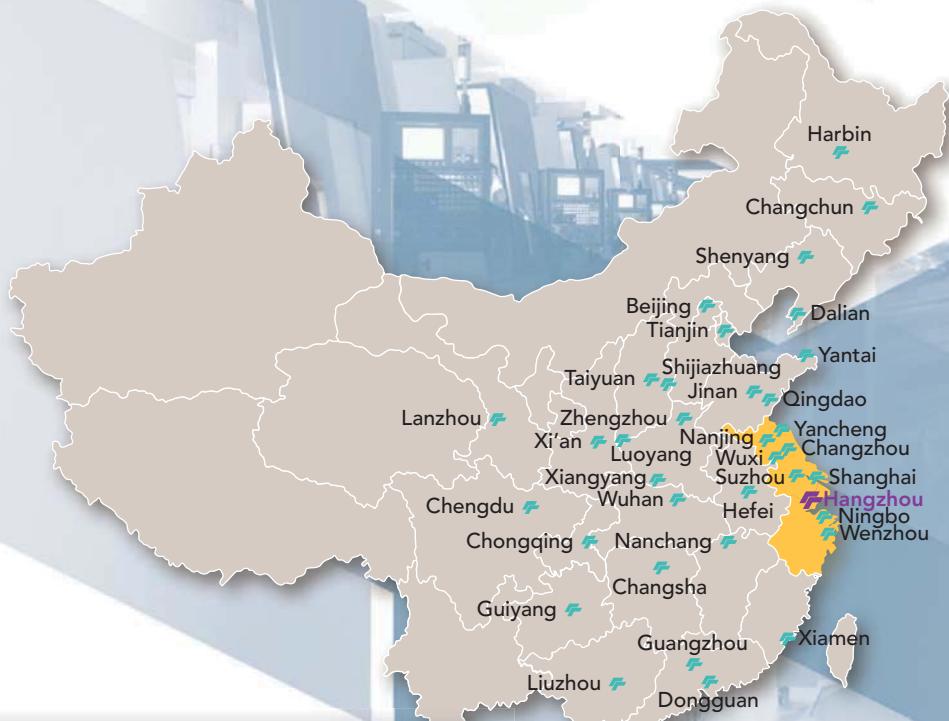 Harbin
Changchun
Shenyang
Beijing
Dalian
Tianjin
Yantai
Shijiazhuang
Taiyuan
Jinan
Qingdao
Lanzhou
Zhengzhou
Yancheng
Xi'an
Nanjing
Changzhou
Luoyang
Wuxi
Xiangyang
Suzhou
Shanghai
Wuhan
Hangzhou
Chengdu
Hefei
Ningbo
Wenzhou
Chongqing
Nanchang
Changsha
Guiyang
Xiamen
Guangzhou
Liuzhou
Dongguan